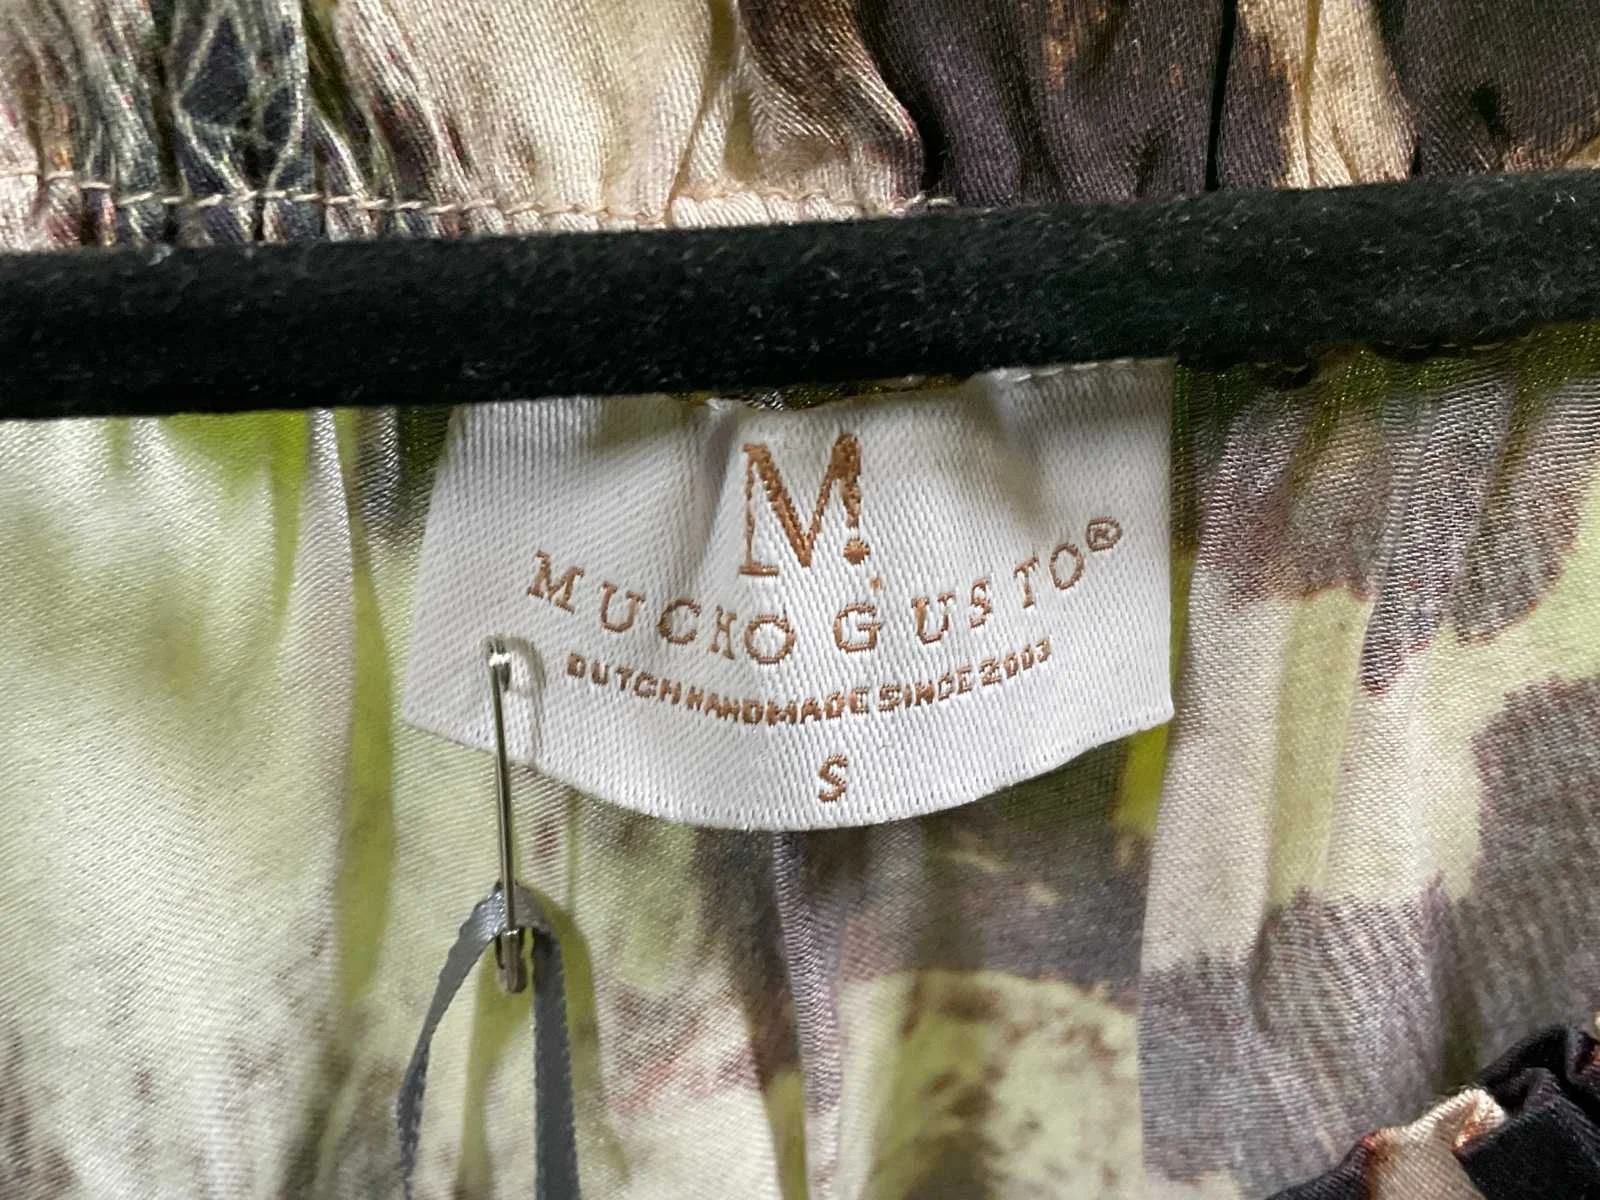 M.
MUCHO GUSTO®
DUTCH HANDMADE SINCE 2003
S